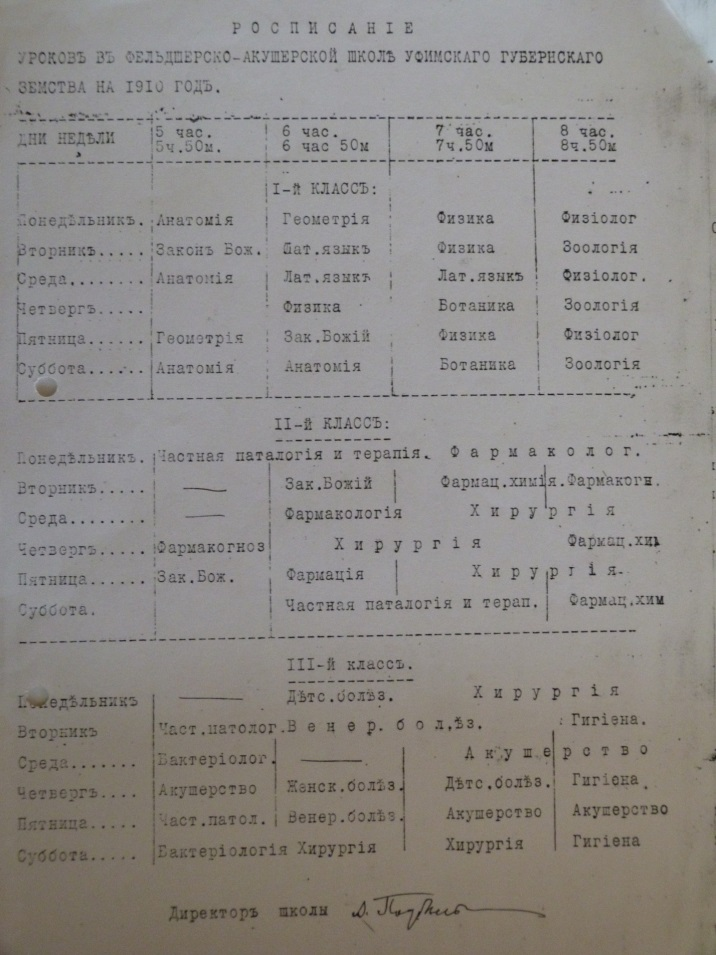 РОСПИСАНІЕ
УРОКОВЪ ВЪ ФЕЛЬДШЕРСКО-АКУШЕРСКОЙ ШКОЛѢ УФИМСКАГО ГУБЕРНСКАГО
ЗЕМСТВА НА 1910 ГОДЪ.
ДНИ НЕДѢЛИ 5 час. 6 час. 7 час. 8 час.
5ч.50м. 6 час 50м 7ч.50м 8ч.50м
I-й КЛАССЪ:
Понедѣльникъ. Анатомія Геометрія Физика Физіолог
Вторникъ..... Законъ Бож. Лат.языкъ Физика Зоологія
Среда........ Анатомія Лат.языкъ Лат.языкъ Физіолог.
Четвергъ..... Физика Ботаника Зоологія
Пятница...... Геометрія Зак.Божій Физика Физіолог
Суббота...... Анатомія Анатомія Ботаника Зоологія
II-й КЛАССЪ:
Понедѣльникъ. Частная паталогія и терапія. Фармаколог.
Вторникъ..... — Зак.Божій Фармац.химія. Фармакогн.
Среда........ — Фармакологія Хирургія
Четвергъ..... Фармакогноз Хирургія Фармац.хим
Пятница...... Зак.Бож. Фармація Хирургія
Суббота. Частная паталогія и терап. Фармац.хим
III-й классъ.
Понедѣльникъ — Дѣтс.болѣз. Хирургія
Вторникъ Част.патолог. Венер.бол,ѣз. Гигіена.
Среда....... Бактеріолог. — Акушерство
Четвергъ.... Акушерство Женск.болѣз. Дѣтс.болѣз. Гигіена
Пятница..... Част.патол. Венер.болѣз. Акушерство Акушерство
Суббота..... Бактеріологія Хирургія Хирургія Гигіена
Директоръ школы